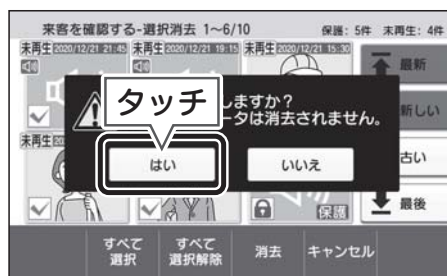 来客を確認する-選択消去 1~6/10 保護: 5件 未再生: 4件
未再生 2020/12/21 21:45 未再生 2020/12/21 19:15 未再生 2020/12/21 15:30
最新
タッチ
しますか?
ータは消去されません。
新しい
未再生
はい いいえ
古い
保護
最後
すべて選択 すべて選択解除 消去 キャンセル